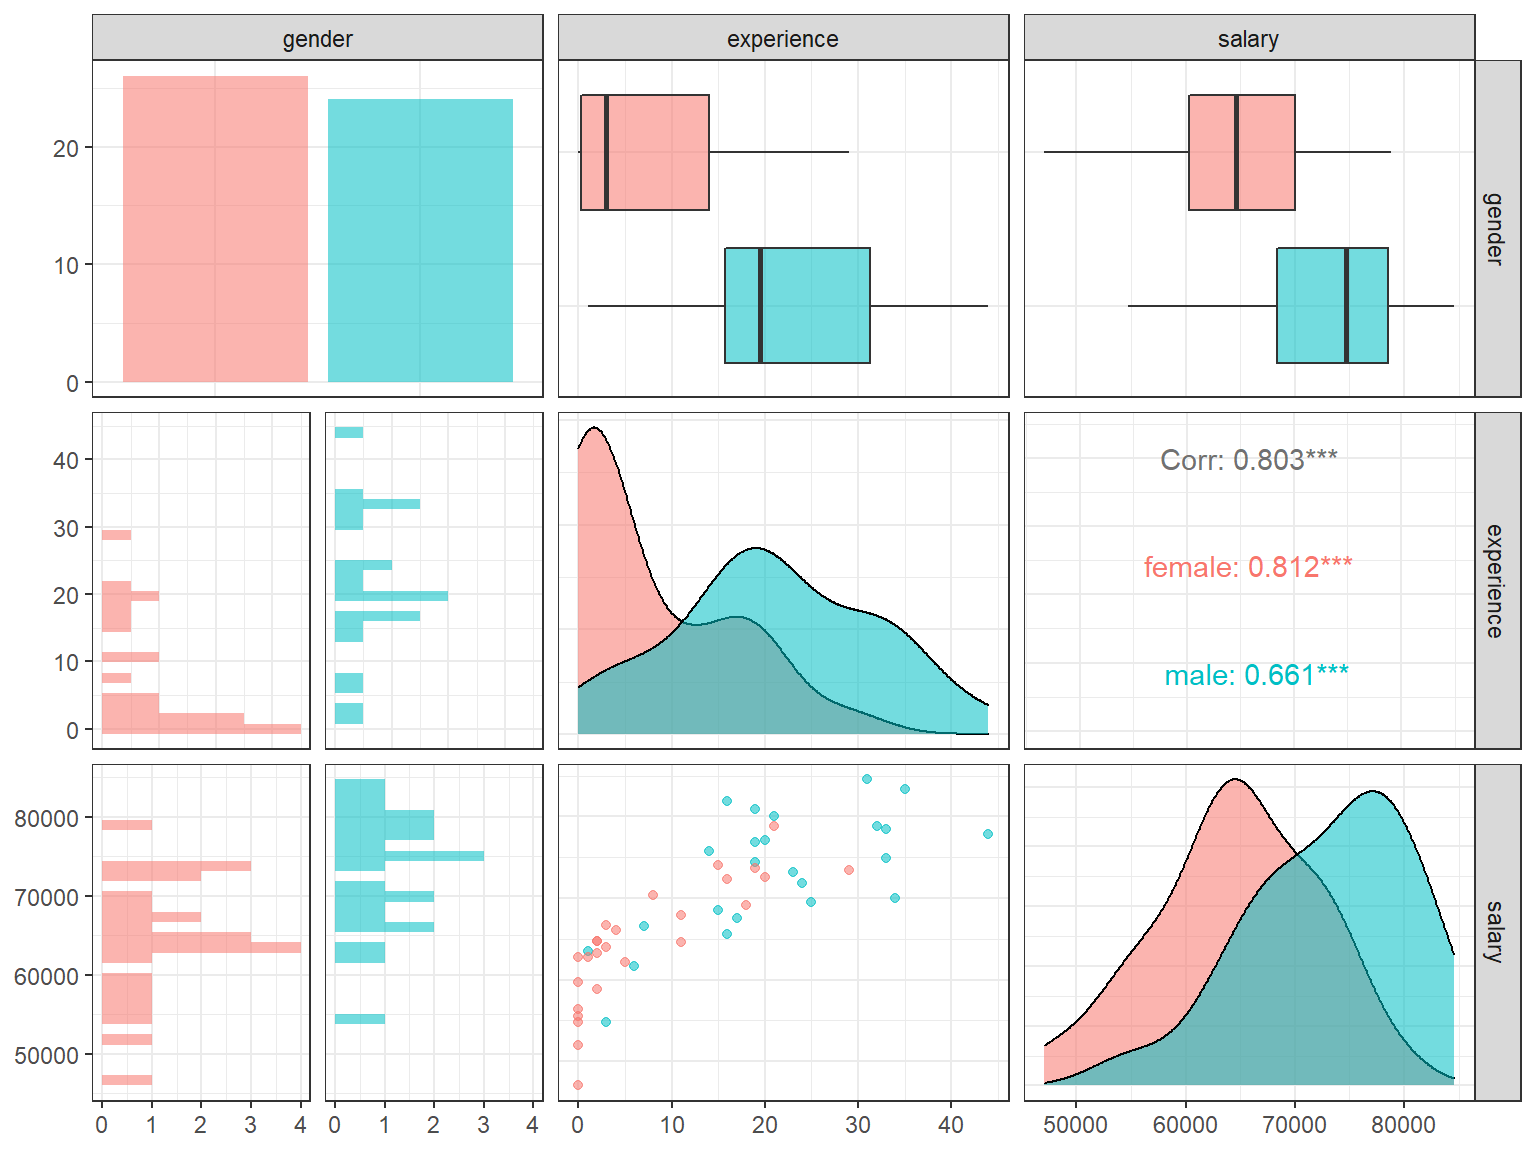 gender experience salary
20
10
0
gender
40
30
20
10
0
Corr: 0.803***
female: 0.812***
male: 0.661***
experience
80000
70000
60000
50000
salary
0 1 2 3 4 0 1 2 3 4 0 10 20 30 40 50000 60000 70000 80000